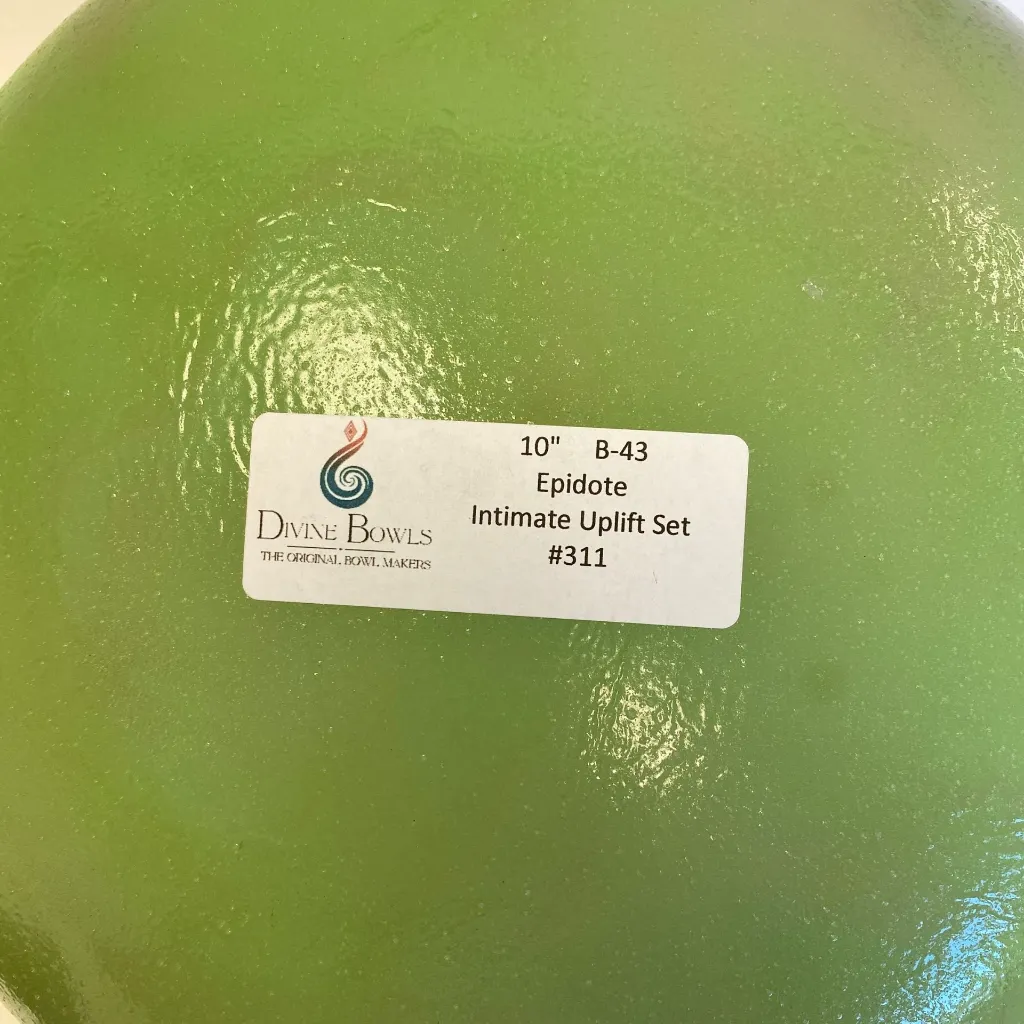 DIVINE BOWLS
THE ORIGINAL BOWL MAKERS
10" B-43
Epidote
Intimate Uplift Set
#311